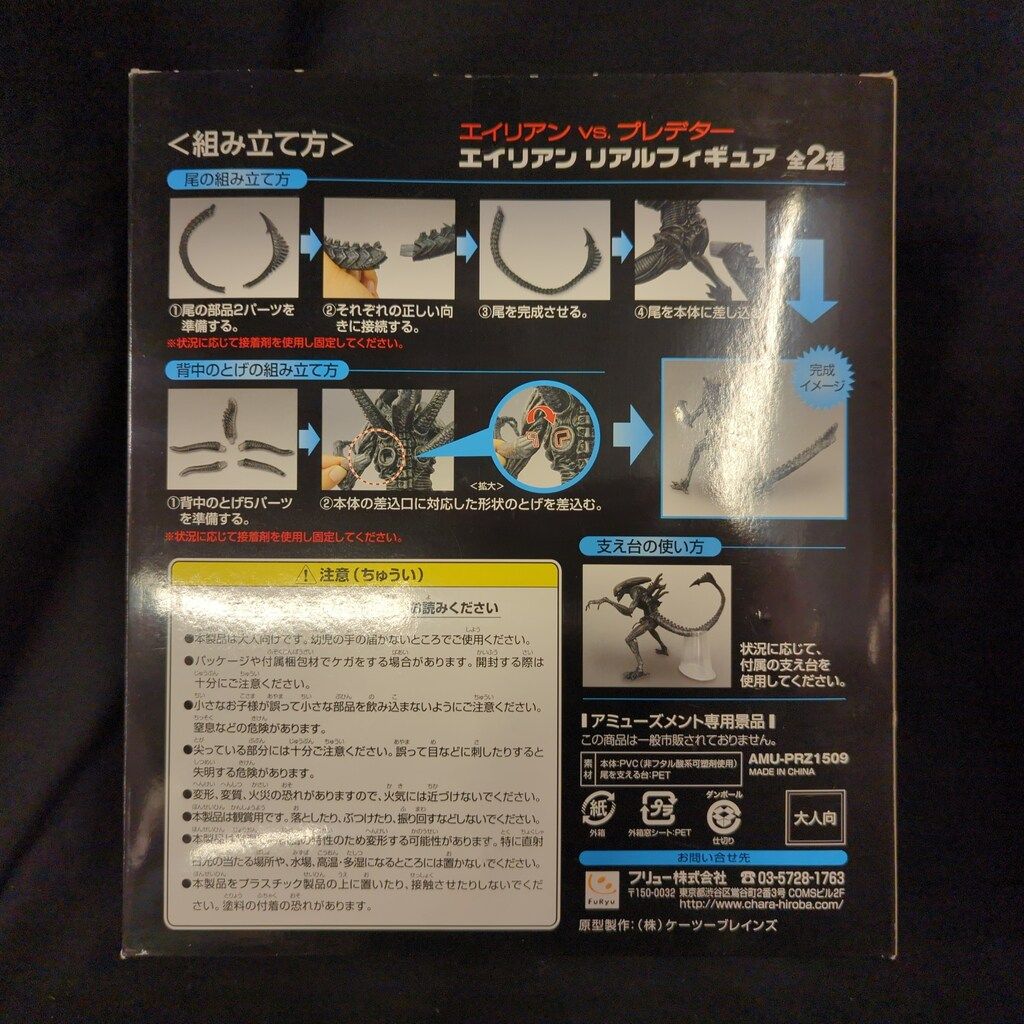 <組み立て方>
エイリアン vs. プレデター
エイリアン リアルフィギュア 全2種
尾の組み立て方
①尾の部品2パーツを
準備する。
②それぞれの正しい向
きに接続する。
③尾を完成させる。
④尾を本体に差し込む
※状況に応じて接着剤を使用し固定してください。
背中のとげの組み立て方
完成
イメージ
<拡大>
①背中のとげ5パーツ
を準備する。
②本体の差込口に対応した形状のとげを差込む。
※状況に応じて接着剤を使用し固定してください。
注意(ちゅうい)
お読みください
●本製品は大人向けです。幼児の手の届かないところでご使用ください。
●パッケージや付属梱包材でケガをする場合があります。開封する際は
十分にご注意ください。
●小さなお子様が誤って小さな部品を飲み込まないようにご注意ください。
窒息などの危険があります。
●尖っている部分には十分ご注意ください。誤って目などに刺したりすると
失明する危険があります。
●変形、変質、火災の恐れがありますので、火気には近づけないでください。
●本製品は観賞用です。落としたり、ぶつけたり、振り回すなどしないでください。
●本製品は 特性のため変形する可能性があります。特に直射
日光の当たる場所や、水場、高温・多湿になるところには置かないでください。
●本製品をプラスチック製品の上に置いたり、接触させたりしないでくだ
さい。塗料の付着の恐れがあります。
支え台の使い方
状況に応じて、
付属の支え台を
使用してください。
アミューズメント専用景品
この商品は一般市販されておりません。
素材
本体:PVC(非フタル酸系可塑剤使用)
尾を支える台:PET
AMU-PRZ1509
MADE IN CHINA
紙
外箱
プラ
外箱窓シート:PET
ダンボール
仕切り
大人向
お問い合せ先
FuRyu
フリュー株式会社 ☎03-5728-1763
〒150-0032 東京都渋谷区鶯谷町2番3号 COMSビル2F
http://www.chara-hiroba.com/
原型製作:(株)ケーツーブレインズ